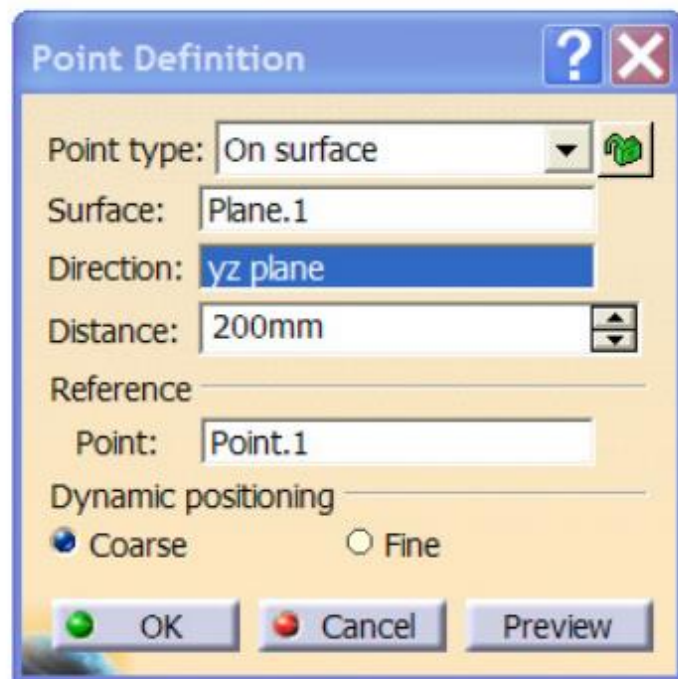 Point Definition ?
Point type: On surface
Surface: Plane.1
Direction: yz plane
Distance: 200mm
Reference
Point: Point.1
Dynamic positioning
Coarse Fine
OK Cancel Preview